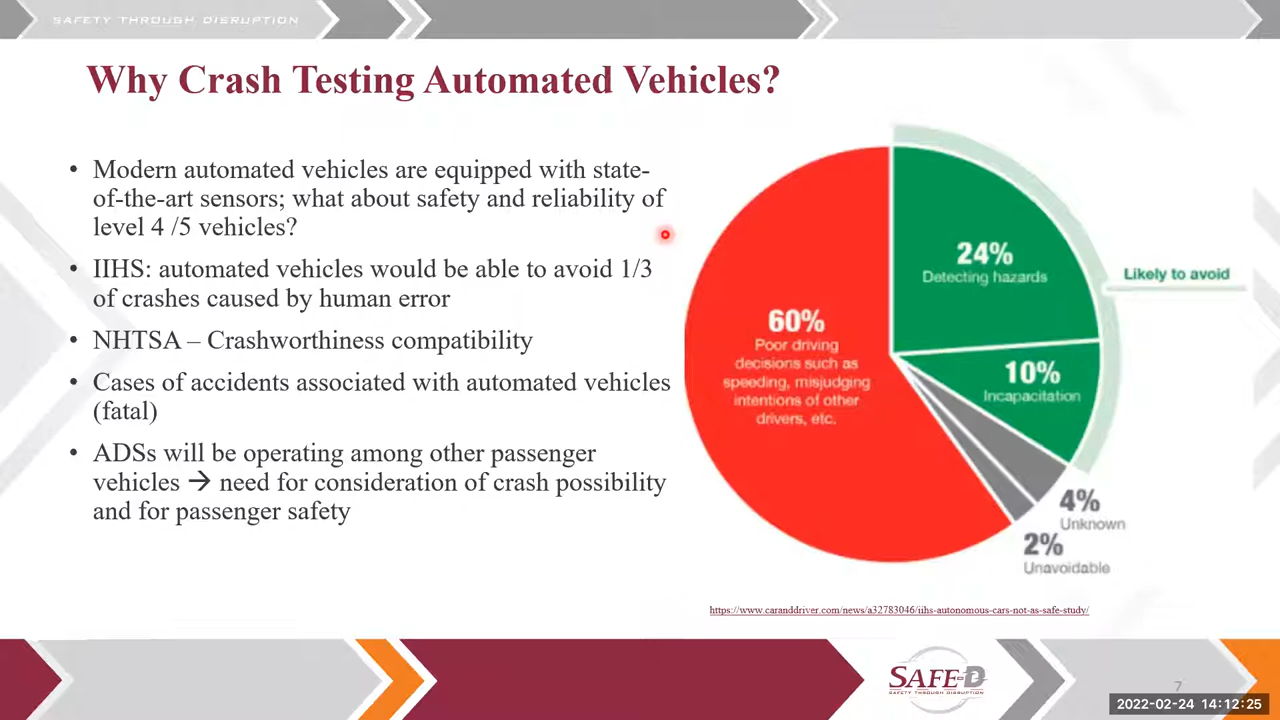 SAFETY THROUGH DISRUPTION
Why Crash Testing Automated Vehicles?
• Modern automated vehicles are equipped with state-
of-the-art sensors; what about safety and reliability of
level 4 /5 vehicles?
• IIHS: automated vehicles would be able to avoid 1/3
of crashes caused by human error
• NHTSA – Crashworthiness compatibility
• Cases of accidents associated with automated vehicles
(fatal)
• ADSs will be operating among other passenger
vehicles → need for consideration of crash possibility
and for passenger safety
24%
Detecting hazards
Likely to avoid
60%
Poor driving
decisions such as
speeding, misjudging
intentions of other
drivers, etc.
10%
Incapacitation
4%
Unknown
2%
Unavoidable
https://www.caranddriver.com/news/a32783046/iihs-autonomous-cars-not-as-safe-study/
SAFE-D
SAFETY THROUGH DISRUPTION
7
2022-02-24 14:12:25